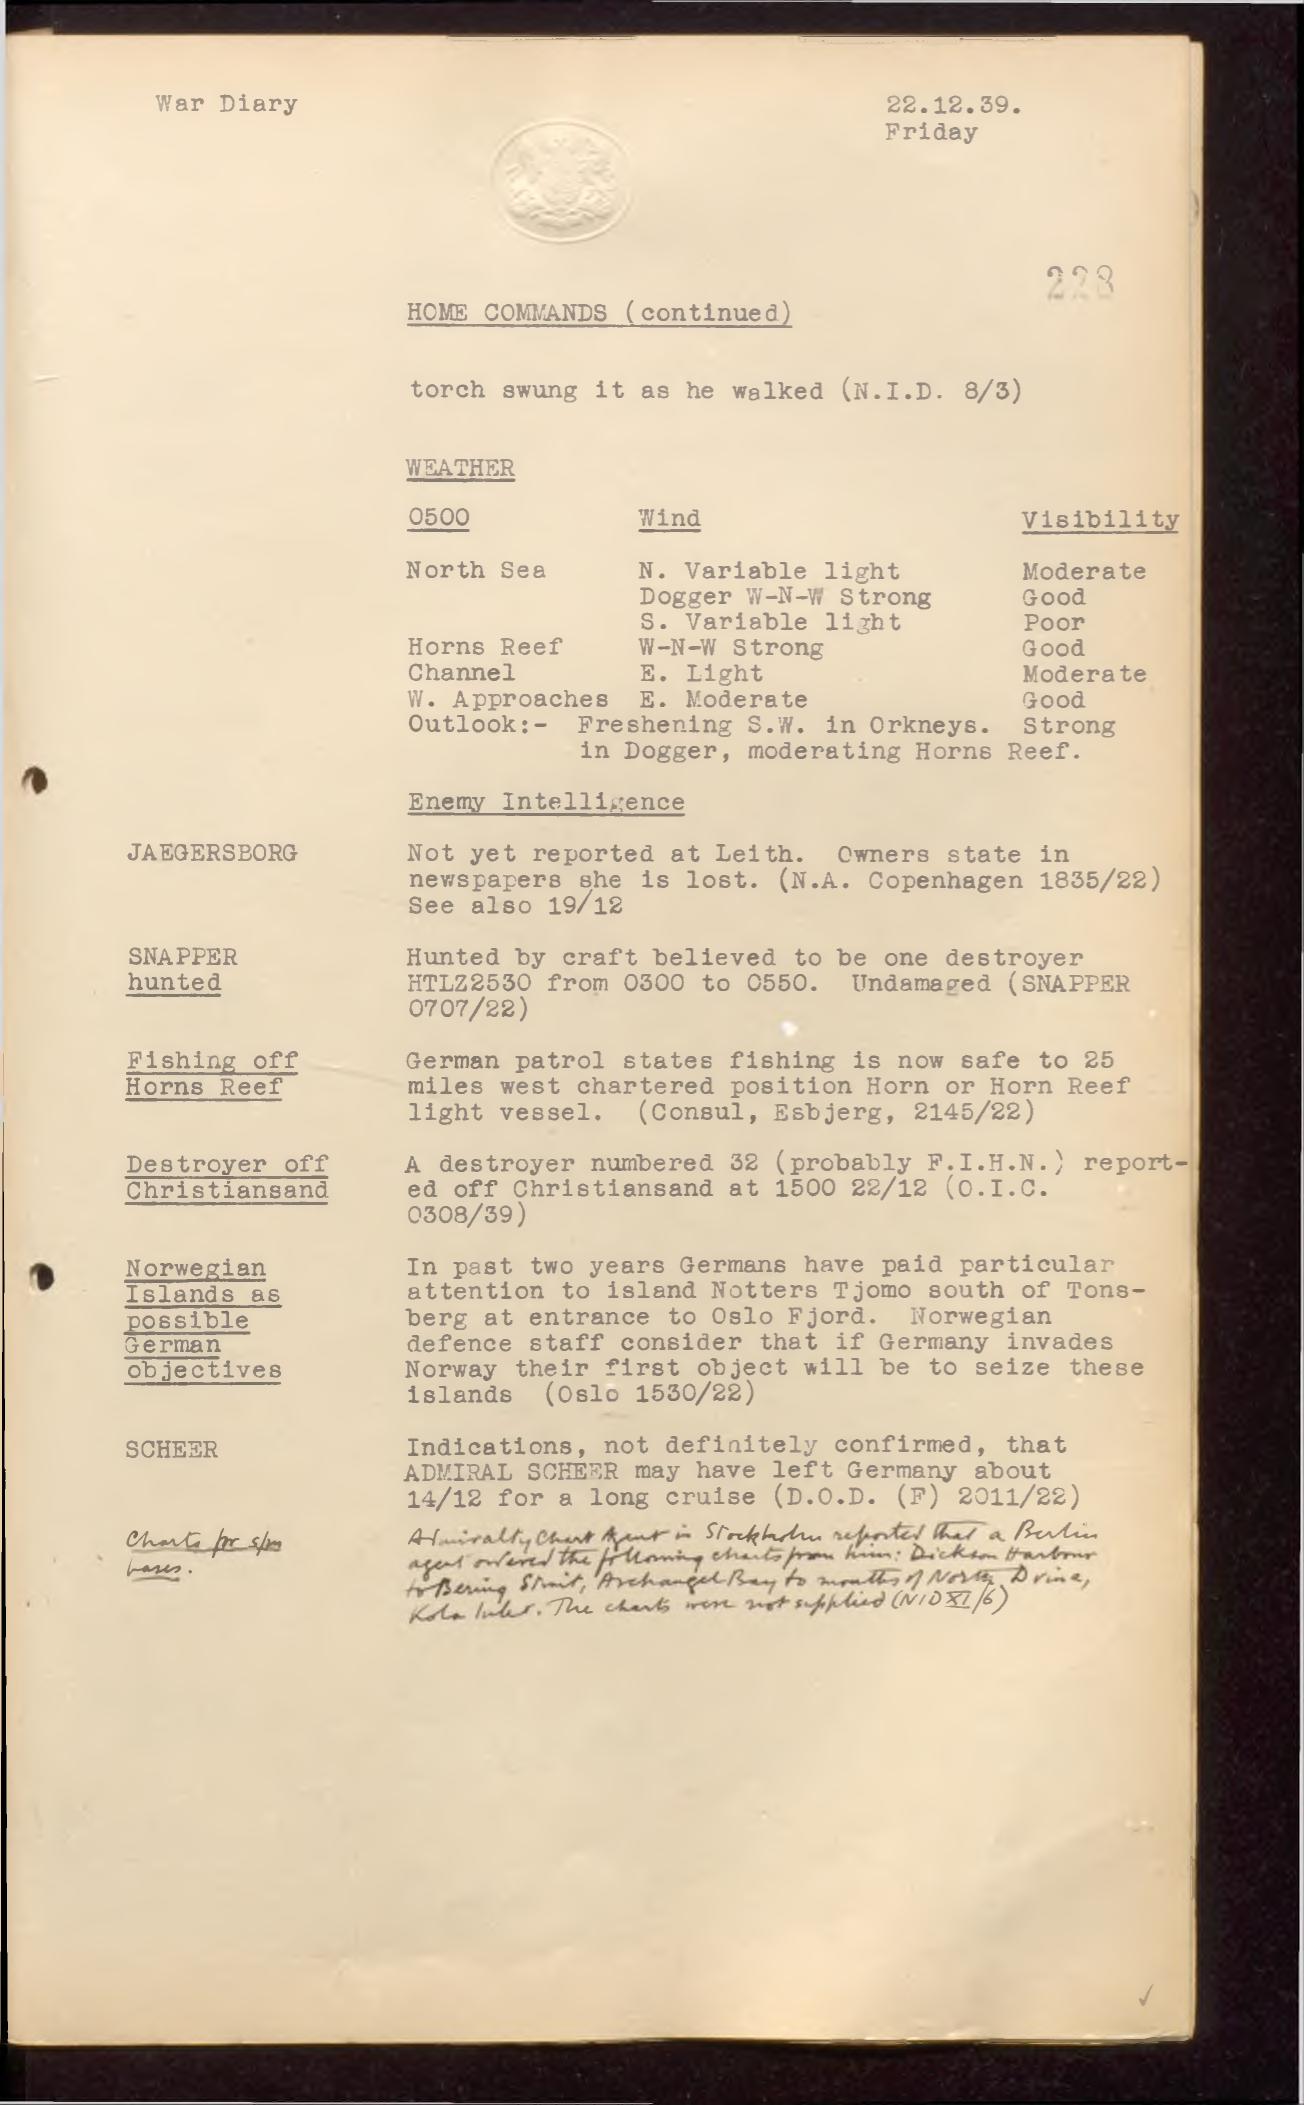 War Diary
22.12.39.
Friday
228
HOME COMMANDS (continued)
torch swung it as he walked (N.I.D. 8/3)
WEATHER
0500 Wind Visibility
North Sea N. Variable light Moderate
Dogger W-N-W Strong Good
S. Variable light Poor
Horns Reef W-N-W Strong Good
Channel E. Light Moderate
W. Approaches E. Moderate Good
Outlook:- Freshening S.W. in Orkneys. Strong
in Dogger, moderating Horns Reef.
Enemy Intelligence
JAEGERSBORG Not yet reported at Leith. Owners state in
newspapers she is lost. (N.A. Copenhagen 1835/22)
See also 19/12
SNAPPER Hunted by craft believed to be one destroyer
hunted HTLZ2530 from 0300 to 0550. Undamaged (SNAPPER
0707/22)
Fishing off German patrol states fishing is now safe to 25
Horns Reef miles west chartered position Horn or Horn Reef
light vessel. (Consul, Esbjerg, 2145/22)
Destroyer off A destroyer numbered 32 (probably F.I.H.N.) report-
Christiansand ed off Christiansand at 1500 22/12 (O.I.C.
0308/39)
Norwegian In past two years Germans have paid particular
Islands as attention to island Notters Tjomo south of Tons-
possible berg at entrance to Oslo Fjord. Norwegian
German defence staff consider that if Germany invades
objectives Norway their first object will be to seize these
islands (Oslo 1530/22)
SCHEER Indications, not definitely confirmed, that
ADMIRAL SCHEER may have left Germany about
14/12 for a long cruise (D.O.D. (F) 2011/22)
Charts for s/m Admiralty Chart Agent in Stockholm reported that a Berlin
bases. agent ordered the following charts from him: Dickson Harbour
to Bering Strait, Archangel Bay to mouths of North Drina,
Kola Inlet. The charts were not supplied (NID XI/6)